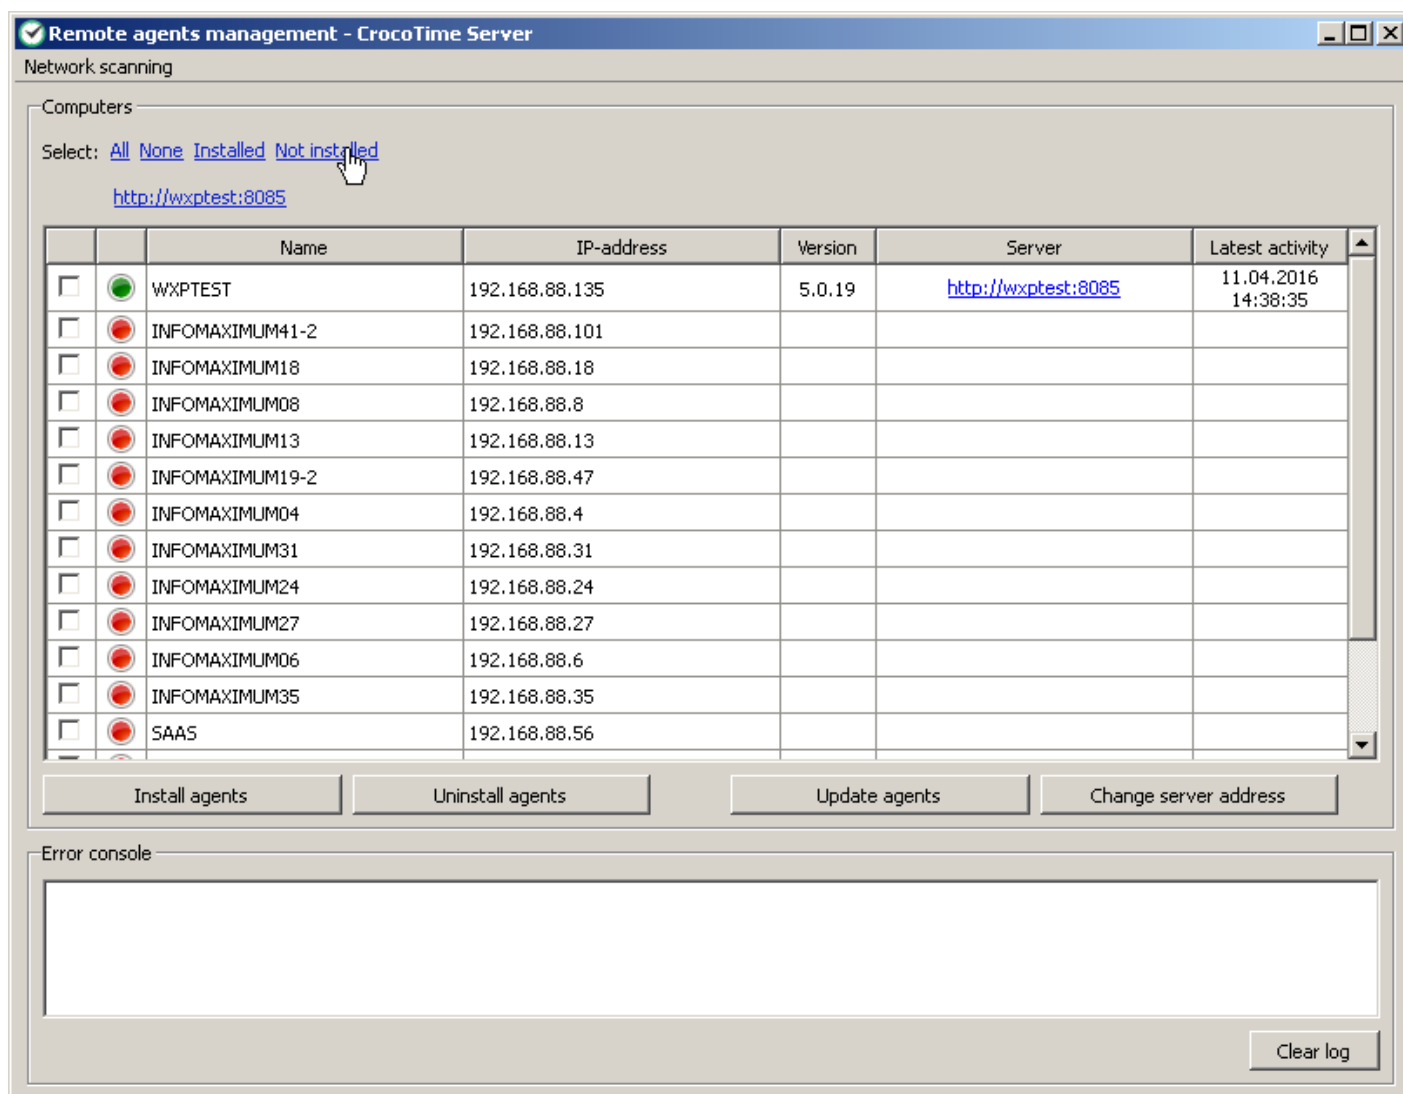 Remote agents management - CrocoTime Server
Network scanning
Computers
Select: All None Installed Not installed
http://wxptest:8085
Name IP-address Version Server Latest activity
WXPTEST 192.168.88.135 5.0.19 http://wxptest:8085 11.04.2016
14:38:35
INFOMAXIMUM41-2 192.168.88.101
INFOMAXIMUM18 192.168.88.18
INFOMAXIMUM08 192.168.88.8
INFOMAXIMUM13 192.168.88.13
INFOMAXIMUM19-2 192.168.88.47
INFOMAXIMUM04 192.168.88.4
INFOMAXIMUM31 192.168.88.31
INFOMAXIMUM24 192.168.88.24
INFOMAXIMUM27 192.168.88.27
INFOMAXIMUM06 192.168.88.6
INFOMAXIMUM35 192.168.88.35
SAAS 192.168.88.56
Install agents Uninstall agents Update agents Change server address
Error console
Clear log